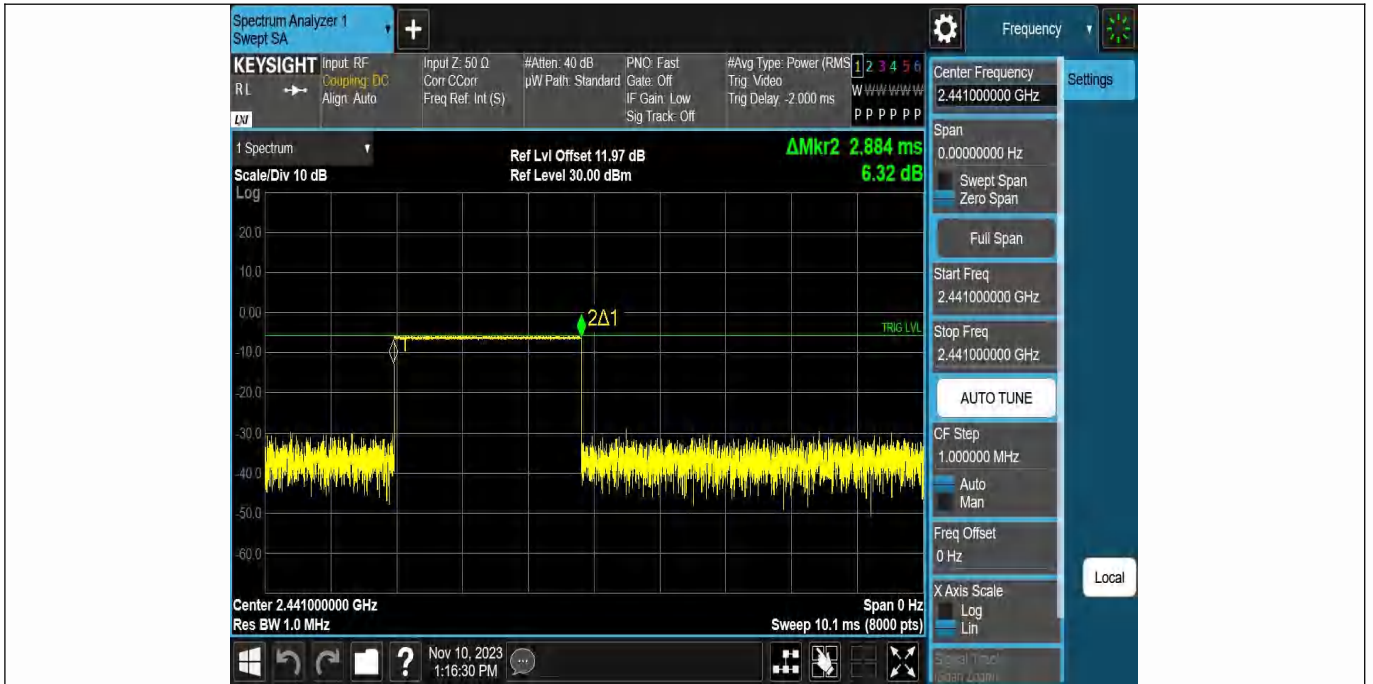 Spectrum Analyzer 1
Swept SA
+
Frequency
KEYSIGHT
R L
LXI
Input: RF
Coupling: DC
Align: Auto
Input Z: 50 Ω
Corr CCorr
Freq Ref: Int (S)
#Atten: 40 dB
µW Path: Standard
PNO: Fast
Gate: Off
IF Gain: Low
Sig Track: Off
#Avg Type: Power (RMS
Trig: Video
Trig Delay: -2.000 ms
1 2 3 4 5 6
W W W W W W
P P P P P P
Center Frequency
2.441000000 GHz
Settings
1 Spectrum
Scale/Div 10 dB
Ref Lvl Offset 11.97 dB
Ref Level 30.00 dBm
ΔMkr2 2.884 ms
6.32 dB
Span
0.00000000 Hz
Swept Span
Zero Span
Full Span
Start Freq
2.441000000 GHz
Stop Freq
2.441000000 GHz
AUTO TUNE
CF Step
1.000000 MHz
Auto
Man
Freq Offset
0 Hz
X Axis Scale
Log
Lin
Signal Track
(Span Zoom)
Local
Log
20.0
10.0
0.00
-10.0
-20.0
-30.0
-40.0
-50.0
-60.0
2Δ1
TRIG LVL
Center 2.441000000 GHz
Res BW 1.0 MHz
Span 0 Hz
Sweep 10.1 ms (8000 pts)
?
Nov 10, 2023
1:16:30 PM